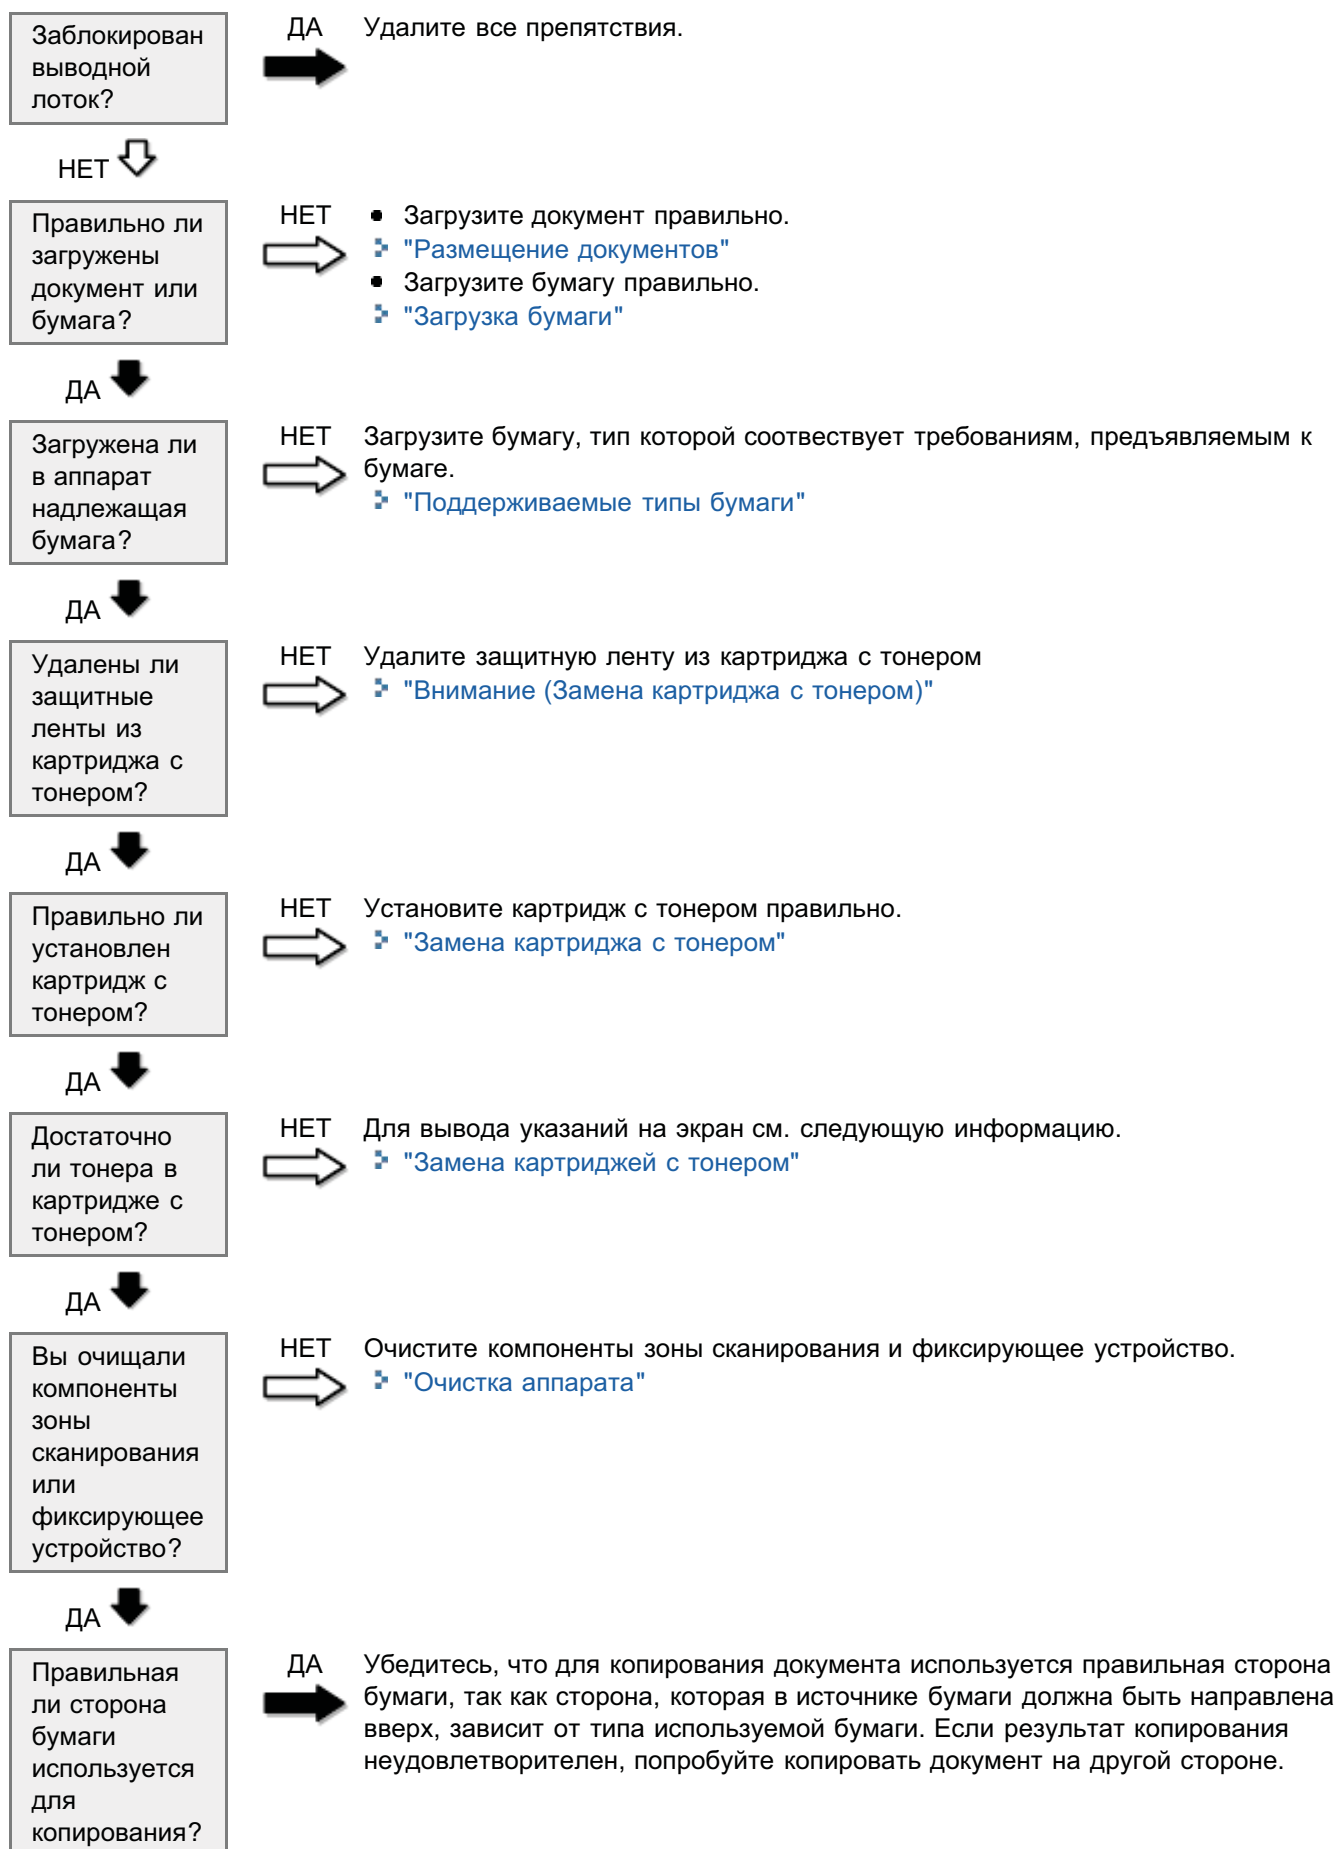 Заблокирован
выводной
лоток?
ДА
Удалите все препятствия.
НЕТ
Правильно ли
загружены
документ или
бумага?
НЕТ
Загрузите документ правильно.
"Размещение документов"
Загрузите бумагу правильно.
"Загрузка бумаги"
ДА
Загружена ли
в аппарат
надлежащая
бумага?
НЕТ
Загрузите бумагу, тип которой соотвествует требованиям, предъявляемым к
бумаге.
"Поддерживаемые типы бумаги"
ДА
Удалены ли
защитные
ленты из
картриджа с
тонером?
НЕТ
Удалите защитную ленту из картриджа с тонером
"Внимание (Замена картриджа с тонером)"
ДА
Правильно ли
установлен
картридж с
тонером?
НЕТ
Установите картридж с тонером правильно.
"Замена картриджа с тонером"
ДА
Достаточно
ли тонера в
картридже с
тонером?
НЕТ
Для вывода указаний на экран см. следующую информацию.
"Замена картриджей с тонером"
ДА
Вы очищали
компоненты
зоны
сканирования
или
фиксирующее
устройство?
НЕТ
Очистите компоненты зоны сканирования и фиксирующее устройство.
"Очистка аппарата"
ДА
Правильная
ли сторона
бумаги
используется
для
копирования?
ДА
Убедитесь, что для копирования документа используется правильная сторона
бумаги, так как сторона, которая в источнике бумаги должна быть направлена
вверх, зависит от типа используемой бумаги. Если результат копирования
неудовлетворителен, попробуйте копировать документ на другой стороне.